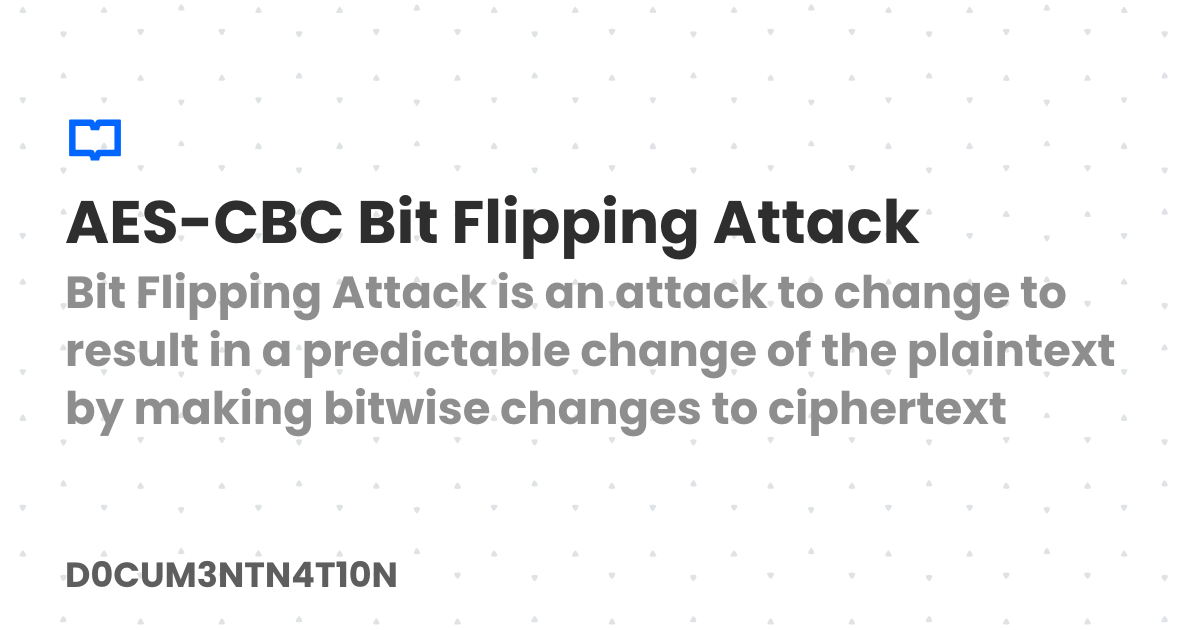 AES-CBC Bit Flipping Attack
Bit Flipping Attack is an attack to change to
result in a predictable change of the plaintext
by making bitwise changes to ciphertext
D0CUM3NTN4T10N